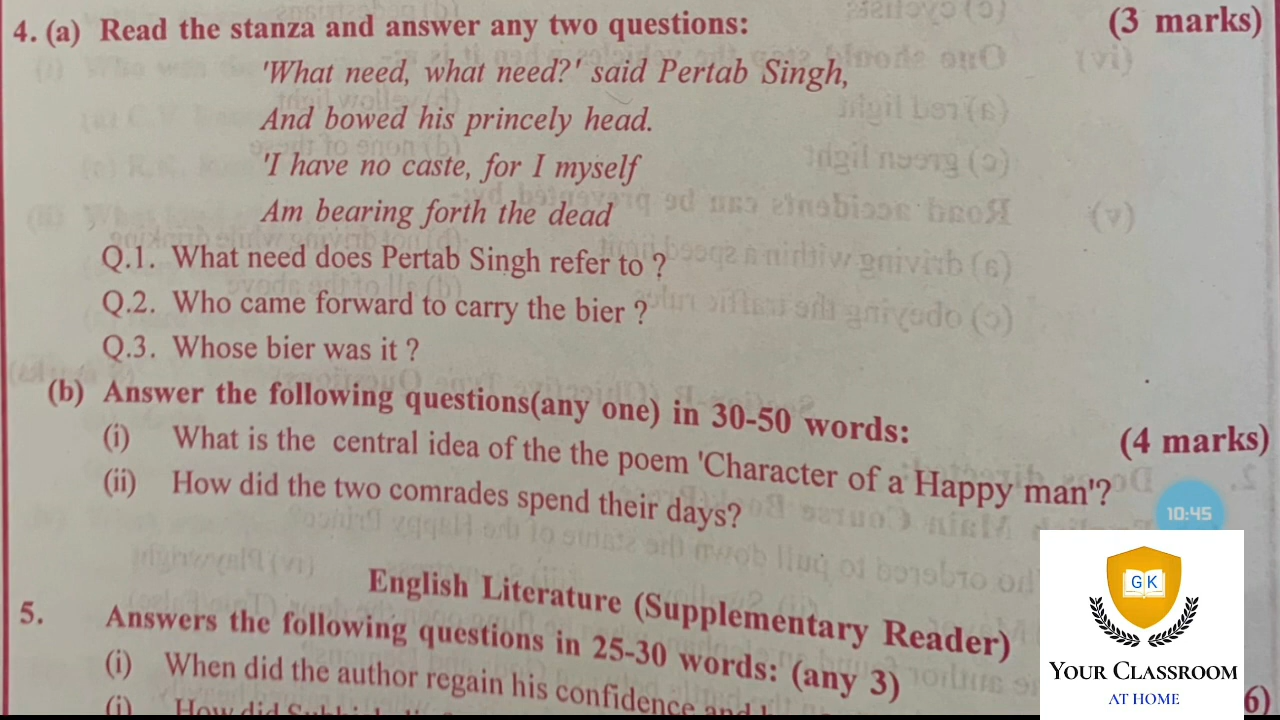 4. (a) Read the stanza and answer any two questions: (3 marks)
'What need, what need?' said Pertab Singh,
And bowed his princely head.
'I have no caste, for I myself
Am bearing forth the dead
Q.1. What need does Pertab Singh refer to ?
Q.2. Who came forward to carry the bier ?
Q.3. Whose bier was it ?
(b) Answer the following questions(any one) in 30-50 words: (4 marks)
(i) What is the central idea of the the poem 'Character of a Happy man'?
(ii) How did the two comrades spend their days?
10:45
English Literature (Supplementary Reader)
5. Answers the following questions in 25-30 words: (any 3)
(i) When did the author regain his confidence
6)
GK
YOUR CLASSROOM
AT HOME